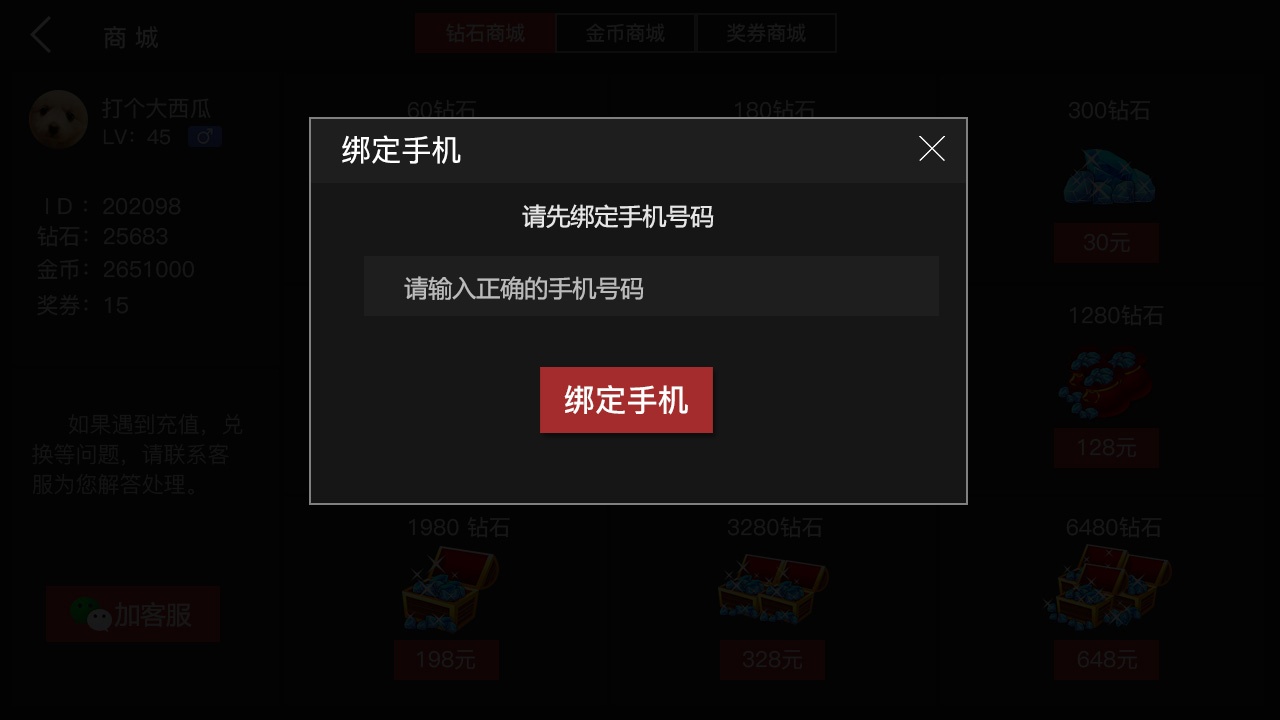 商 城
钻石商城
金币商城
奖券商城
打个大西瓜
LV：45
ID：202098
钻石：25683
金币：2651000
奖券：15
如果遇到充值，兑
换等问题，请联系客
服为您解答处理。
加客服
60钻石
180钻石
300钻石
30元
绑定手机
请先绑定手机号码
请输入正确的手机号码
绑定手机
1280钻石
128元
1980 钻石
198元
3280钻石
328元
6480钻石
648元